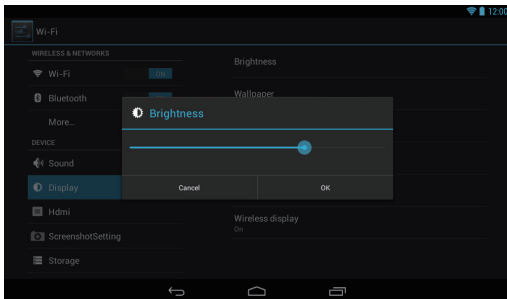 12:00
Wi-Fi
WIRELESS & NETWORKS
Wi-Fi
ON
Bluetooth
More...
DEVICE
Sound
Display
Hdmi
ScreenshotSetting
Storage
Brightness
Wallpaper
Wireless display
On
Brightness
Cancel
OK